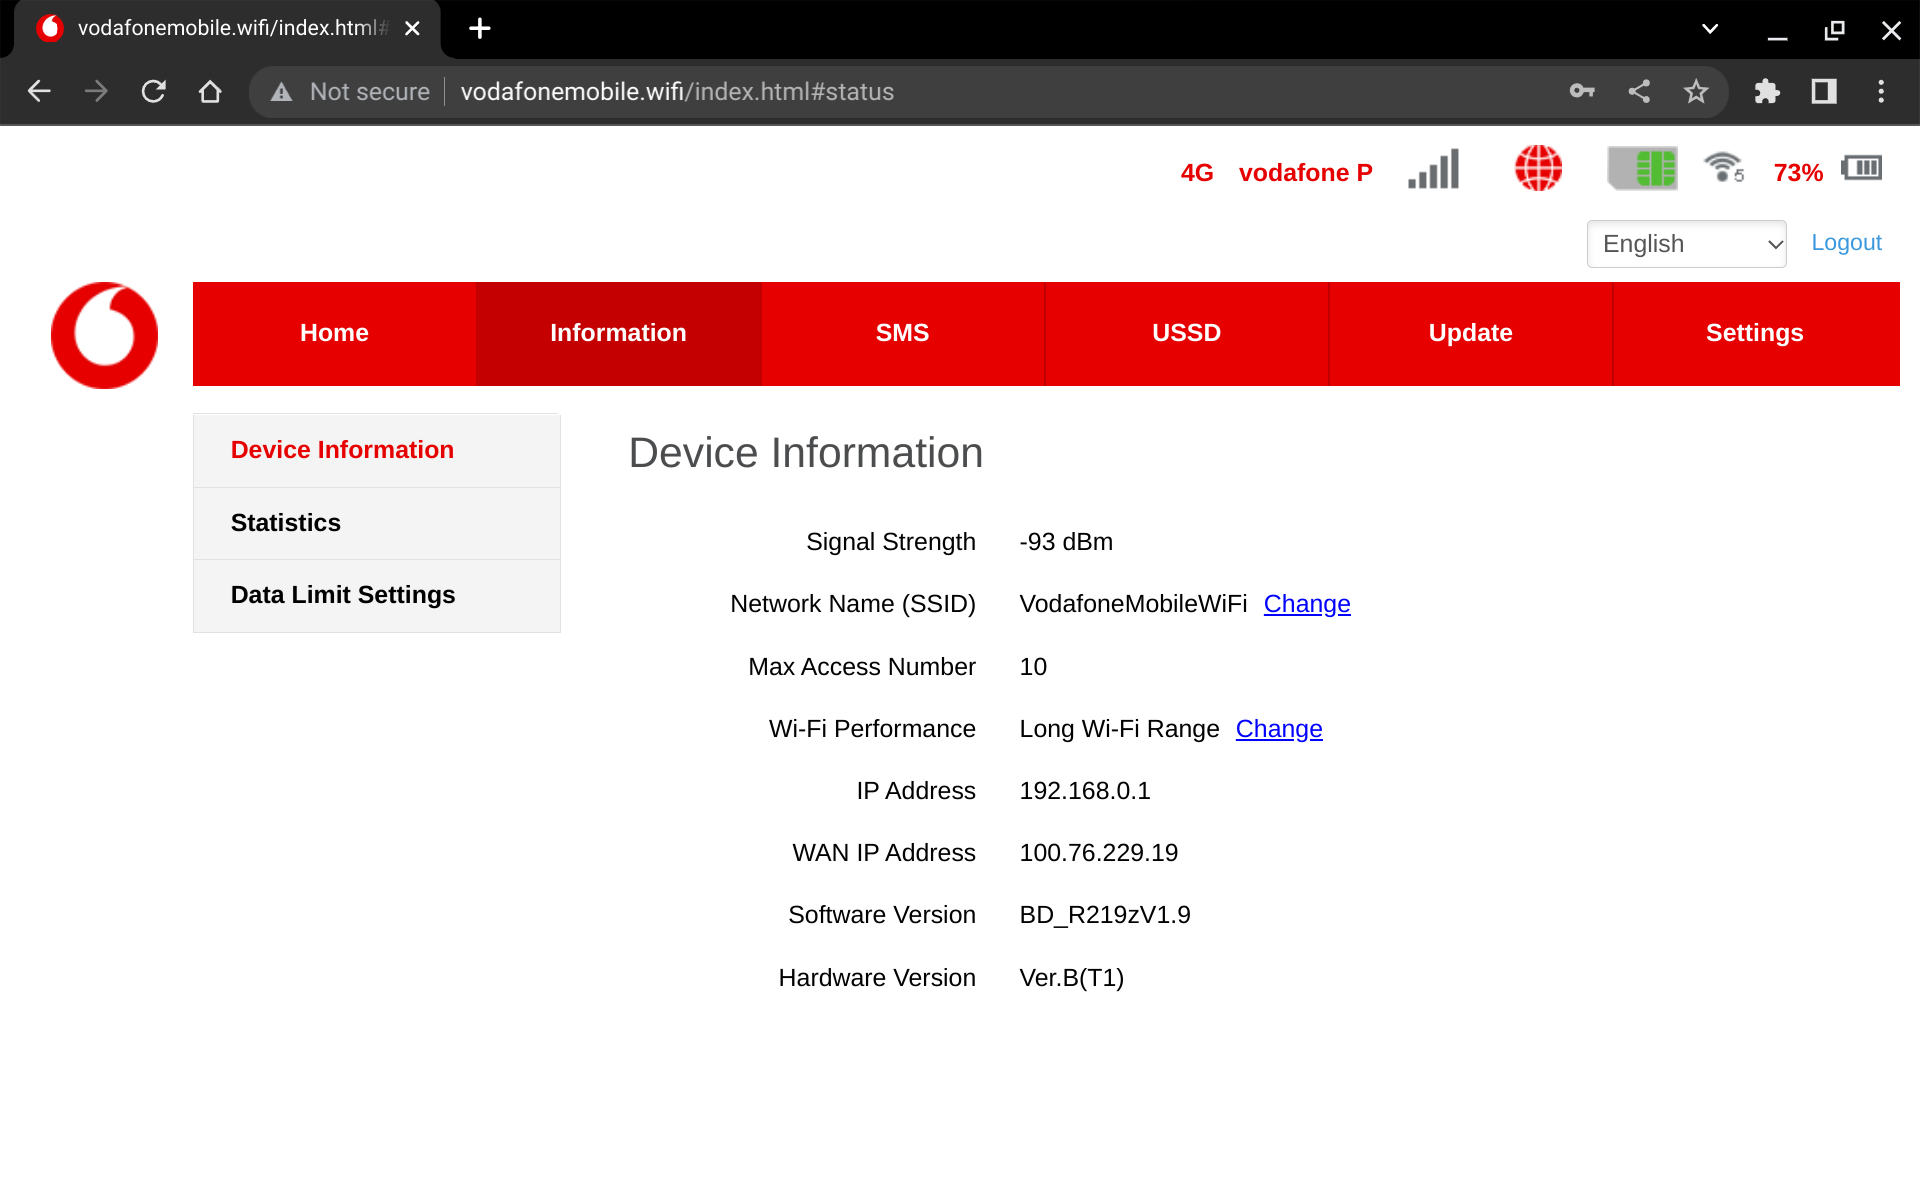 vodafonemobile.wifi/index.html#
Not secure vodafonemobile.wifi/index.html#status
4G vodafone P 5 73%
English Logout
Home Information SMS USSD Update Settings
Device Information
Statistics
Data Limit Settings
Device Information
Signal Strength -93 dBm
Network Name (SSID) VodafoneMobileWiFi Change
Max Access Number 10
Wi-Fi Performance Long Wi-Fi Range Change
IP Address 192.168.0.1
WAN IP Address 100.76.229.19
Software Version BD_R219zV1.9
Hardware Version Ver.B(T1)